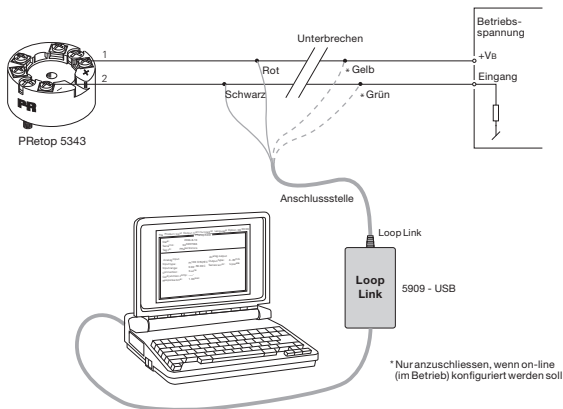 Betriebs-
spannung
Unterbrechen
1
+VB
Rot
* Gelb
2
Eingang
Schwarz
* Grün
PR
PRetop 5343
Anschlussstelle
Loop Link
Loop
Link
5909 - USB
* Nur anzuschliessen, wenn on-line
(im Betrieb) konfiguriert werden soll